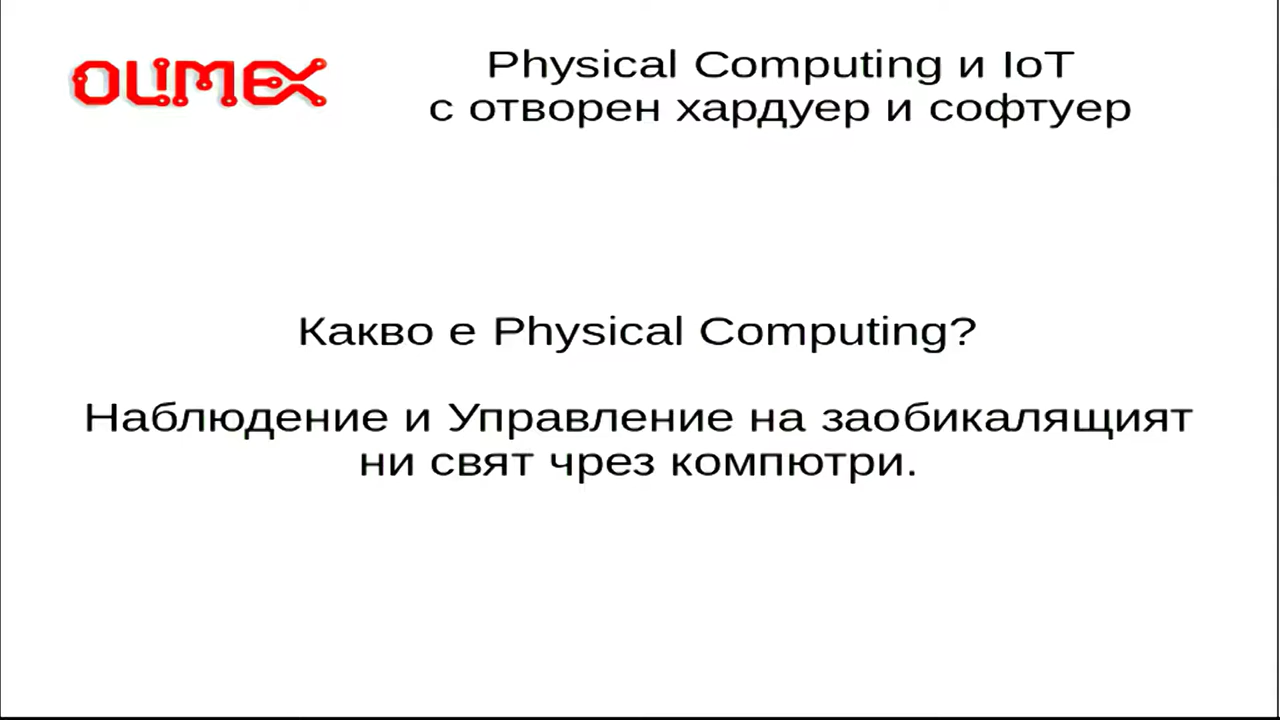 OLIMEX
Physical Computing и IoT
с отворен хардуер и софтуер
Какво е Physical Computing?
Наблюдение и Управление на заобикалящият
ни свят чрез компютри.